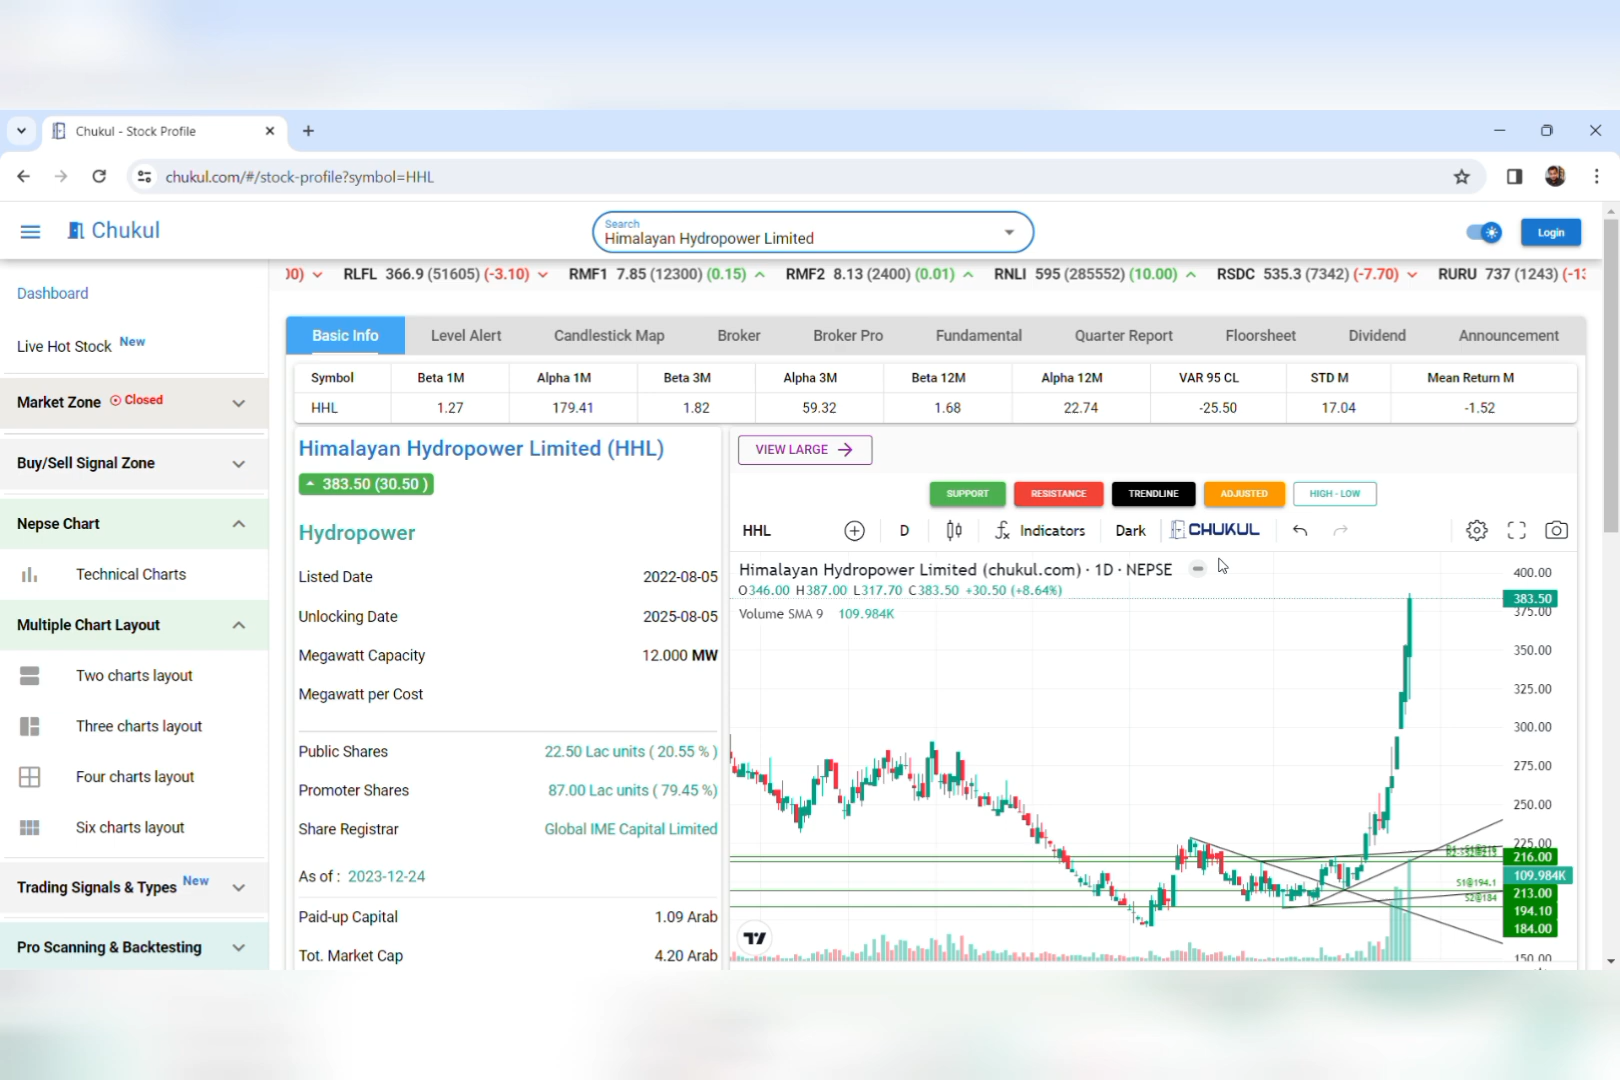 Chukul - Stock Profile
chukul.com/#/stock-profile?symbol=HHL
Chukul
Search
Himalayan Hydropower Limited
Login
00) RLFL 366.9 (51605) (-3.10) RMF1 7.85 (12300) (0.15) RMF2 8.13 (2400) (0.01) RNLI 595 (285552) (10.00) RSDC 535.3 (7342) (-7.70) RURU 737 (1243) (-13
Dashboard
Live Hot Stock New
Market Zone Closed
Buy/Sell Signal Zone
Nepse Chart
Technical Charts
Multiple Chart Layout
Two charts layout
Three charts layout
Four charts layout
Six charts layout
Trading Signals & Types New
Pro Scanning & Backtesting
Basic Info Level Alert Candlestick Map Broker Broker Pro Fundamental Quarter Report Floorsheet Dividend Announcement
Symbol Beta 1M Alpha 1M Beta 3M Alpha 3M Beta 12M Alpha 12M VAR 95 CL STD M Mean Return M
HHL 1.27 179.41 1.82 59.32 1.68 22.74 -25.50 17.04 -1.52
Himalayan Hydropower Limited (HHL)
383.50 (30.50 )
Hydropower
Listed Date 2022-08-05
Unlocking Date 2025-08-05
Megawatt Capacity 12.000 MW
Megawatt per Cost
Public Shares 22.50 Lac units ( 20.55 % )
Promoter Shares 87.00 Lac units ( 79.45 %)
Share Registrar Global IME Capital Limited
As of : 2023-12-24
Paid-up Capital 1.09 Arab
Tot. Market Cap 4.20 Arab
VIEW LARGE
SUPPORT RESISTANCE TRENDLINE ADJUSTED HIGH - LOW
HHL D Indicators Dark CHUKUL
Himalayan Hydropower Limited (chukul.com) · 1D · NEPSE
O346.00 H387.00 L317.70 C383.50 +30.50 (+8.64%)
Volume SMA 9 109.984K
400.00
383.50
375.00
350.00
325.00
300.00
275.00
250.00
225.00
216.00
109.984K
S1@194.1
213.00
S2@184
194.10
184.00
150.00